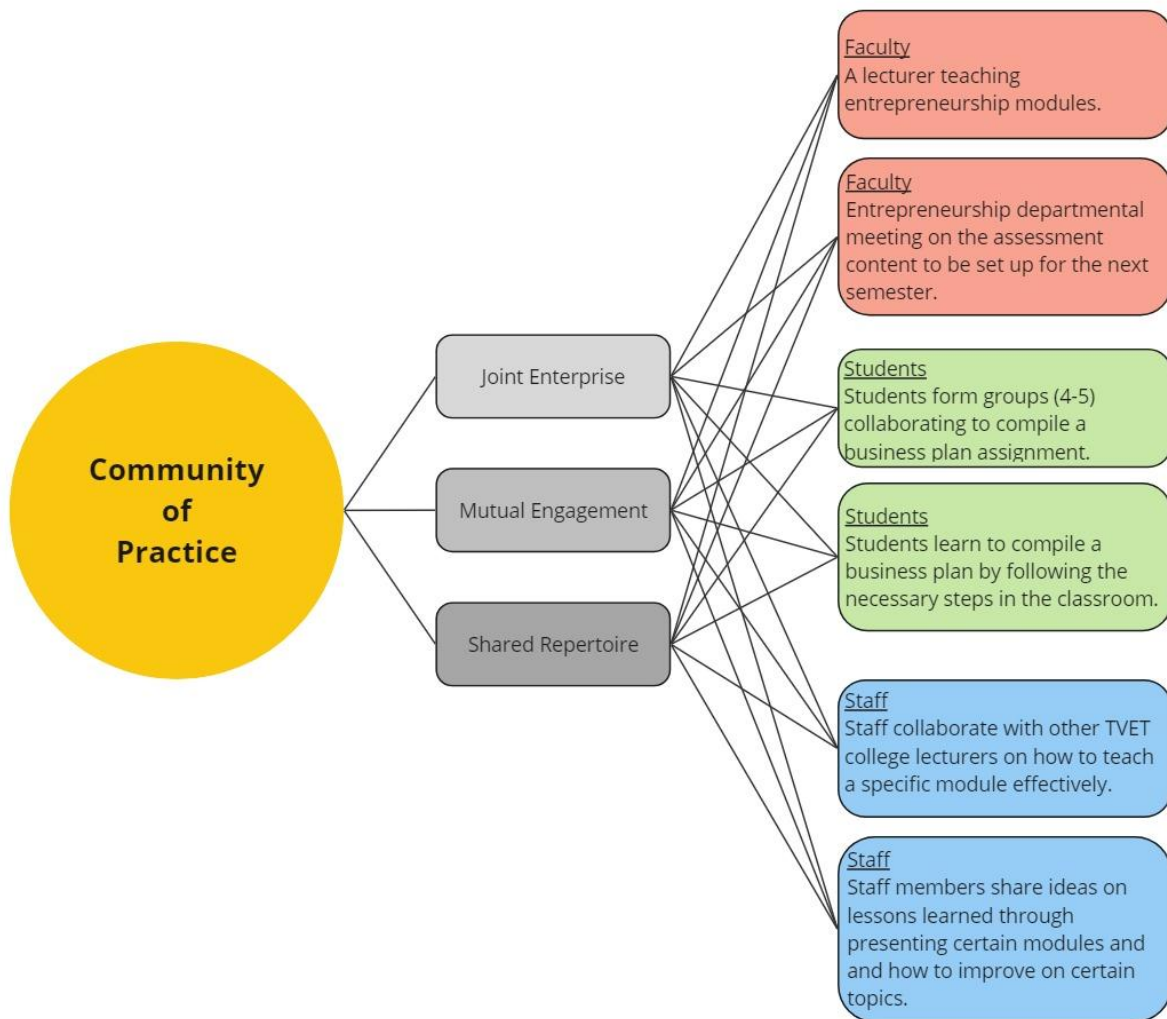 Community
of
Practice
Joint Enterprise
Mutual Engagement
Shared Repertoire
Faculty
A lecturer teaching
entrepreneurship modules.
Faculty
Entrepreneurship departmental
meeting on the assessment
content to be set up for the next
semester.
Students
Students form groups (4-5)
collaborating to compile a
business plan assignment.
Students
Students learn to compile a
business plan by following the
necessary steps in the classroom.
Staff
Staff collaborate with other TVET
college lecturers on how to teach
a specific module effectively.
Staff
Staff members share ideas on
lessons learned through
presenting certain modules and
and how to improve on certain
topics.